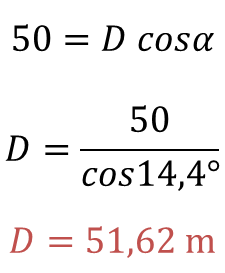 50 = D cosα
D = 50 / cos14,4°
D = 51,62 m